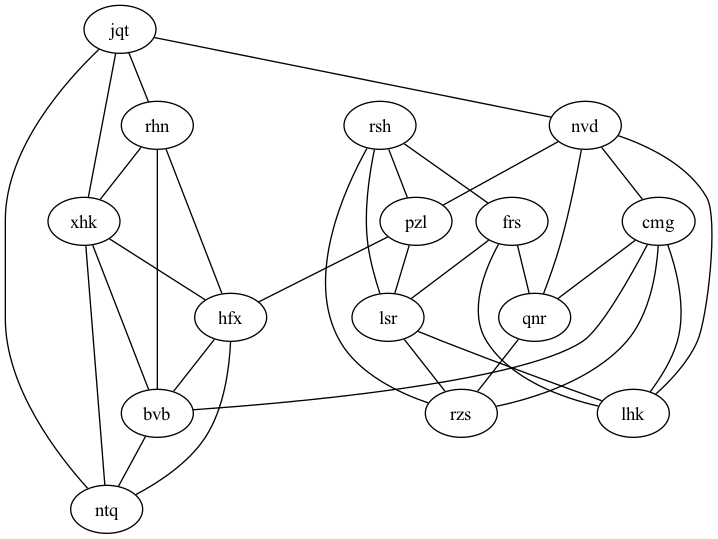 jqt
rhn rsh nvd
xhk pzl frs cmg
hfx lsr qnr
bvb rzs lhk
ntq